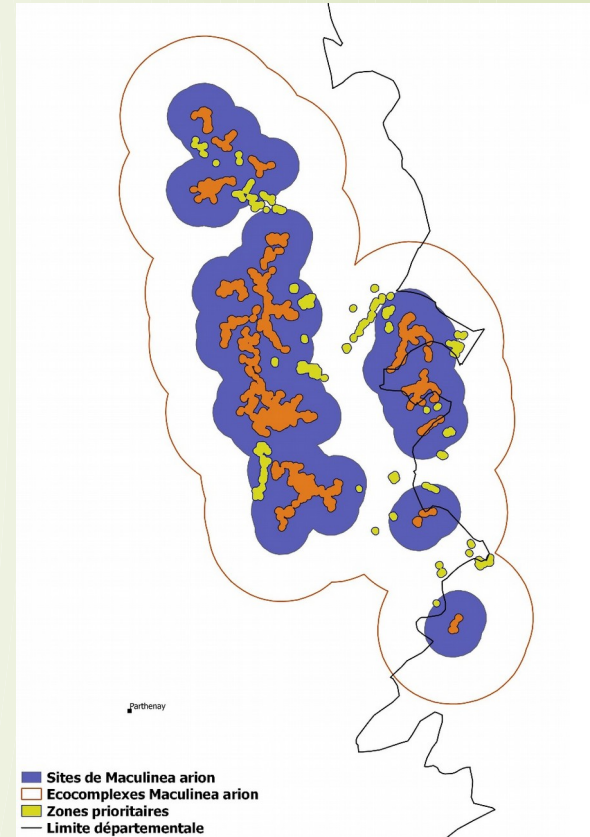 Parthenay
Sites de Maculinea arion
Ecocomplexes Maculinea arion
Zones prioritaires
Limite départementale